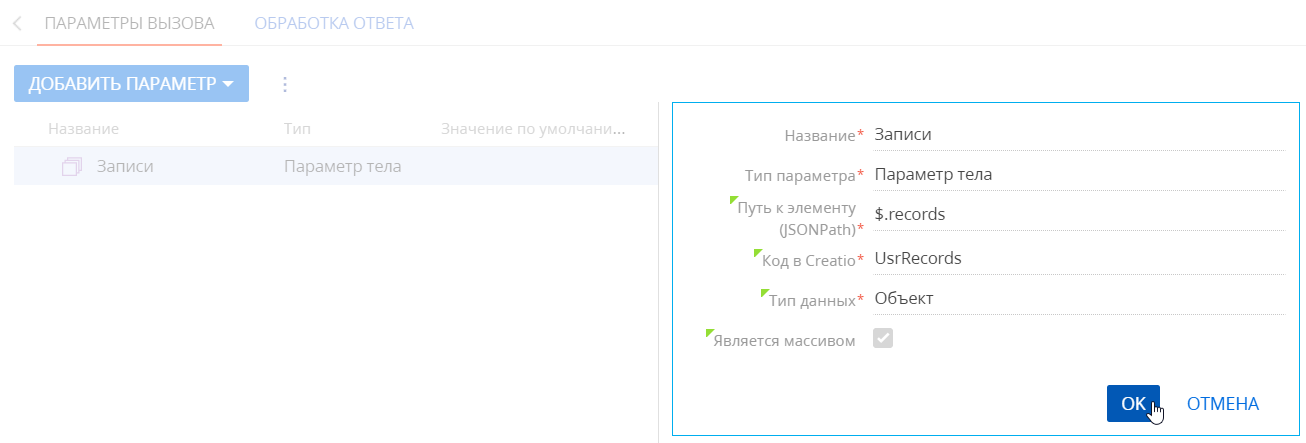 ПАРАМЕТРЫ ВЫЗОВА ОБРАБОТКА ОТВЕТА
ДОБАВИТЬ ПАРАМЕТР
Название Тип Значение по умолчани...
Записи Параметр тела
Название* Записи
Тип параметра* Параметр тела
Путь к элементу
(JSONPath)* $.records
Код в Creatio* UsrRecords
Тип данных* Объект
Является массивом
ОК ОТМЕНА